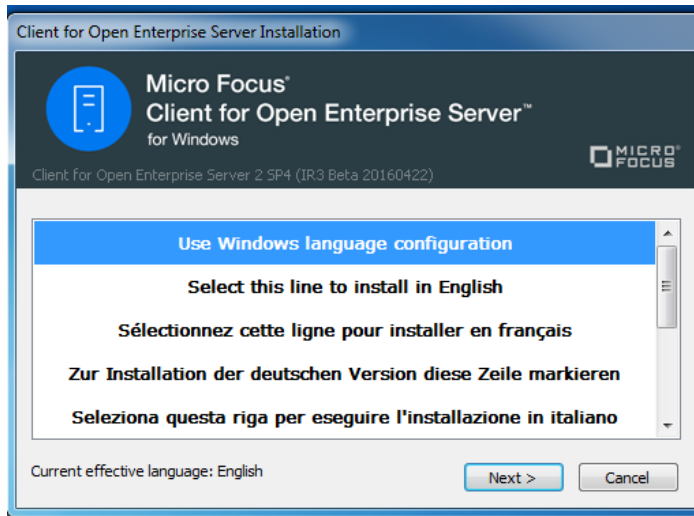 Client for Open Enterprise Server Installation
Micro Focus®
Client for Open Enterprise Server™
for Windows
MICRO®
FOCUS
Client for Open Enterprise Server 2 SP4 (IR3 Beta 20160422)
Use Windows language configuration
Select this line to install in English
Sélectionnez cette ligne pour installer en français
Zur Installation der deutschen Version diese Zeile markieren
Seleziona questa riga per eseguire l'installazione in italiano
Current effective language: English
Next >
Cancel